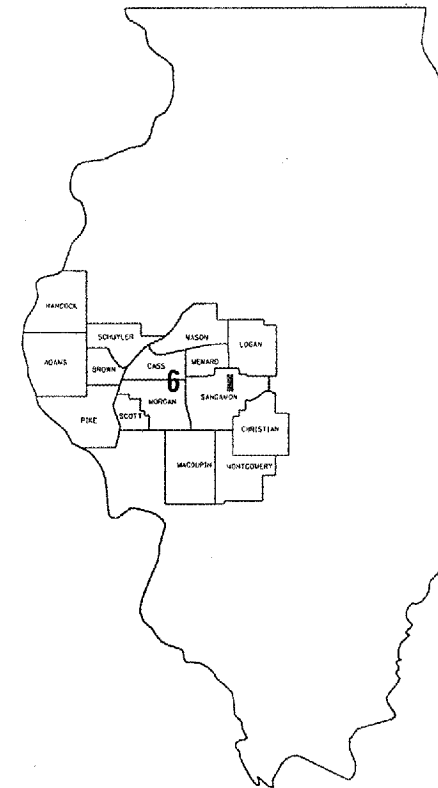 HANCOCK
MASON
SCHUYLER
LOGAN
ADAMS
CASS
MENARD
BROWN
6
SANGAMON
MORGAN
PIKE
SCOTT
CHRISTIAN
MACOUPIN
MONTGOMERY